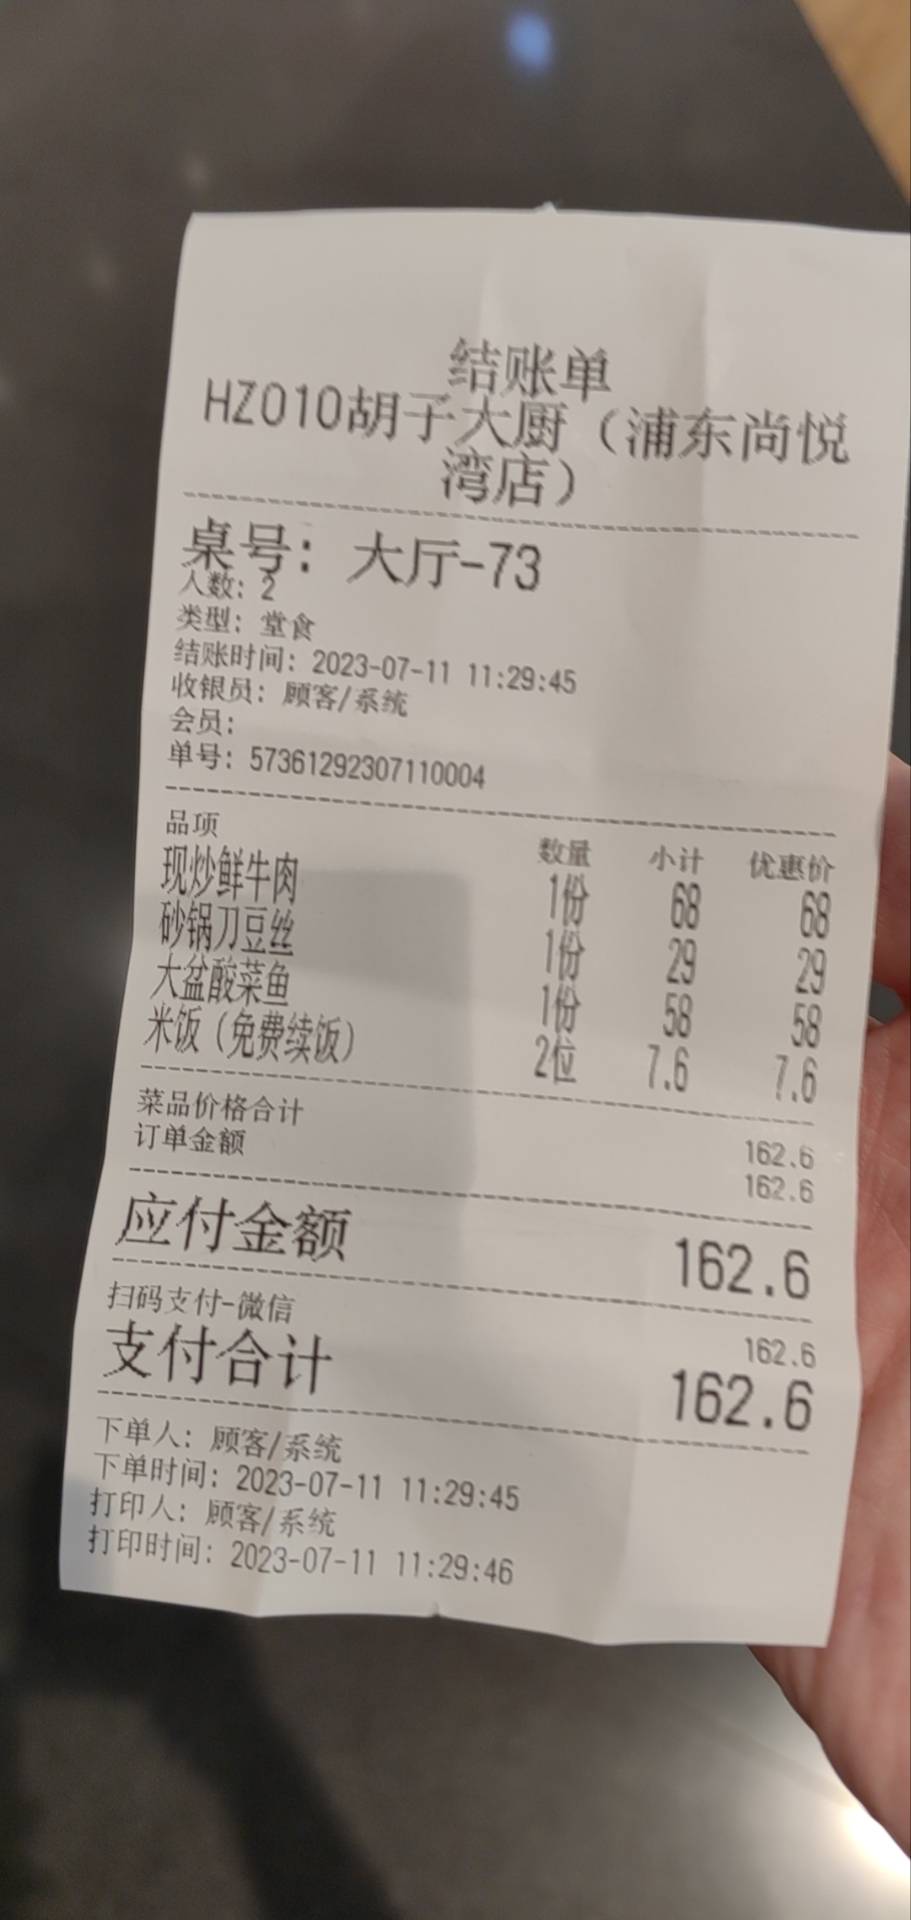 结账单
HZ010胡子大厨（浦东尚悦
湾店）
桌号：大厅-73
人数：2
类型：堂食
结账时间：2023-07-11 11:29:45
收银员：顾客/系统
会员：
单号：57361292307110004
品项 数量 小计 优惠价
现炒鲜牛肉 1份 68 68
砂锅刀豆丝 1份 29 29
大盆酸菜鱼 1份 58 58
米饭（免费续饭） 2位 7.6 7.6
菜品价格合计 162.6
订单金额 162.6
应付金额 162.6
扫码支付-微信 162.6
支付合计 162.6
下单人：顾客/系统
下单时间：2023-07-11 11:29:45
打印人：顾客/系统
打印时间：2023-07-11 11:29:46